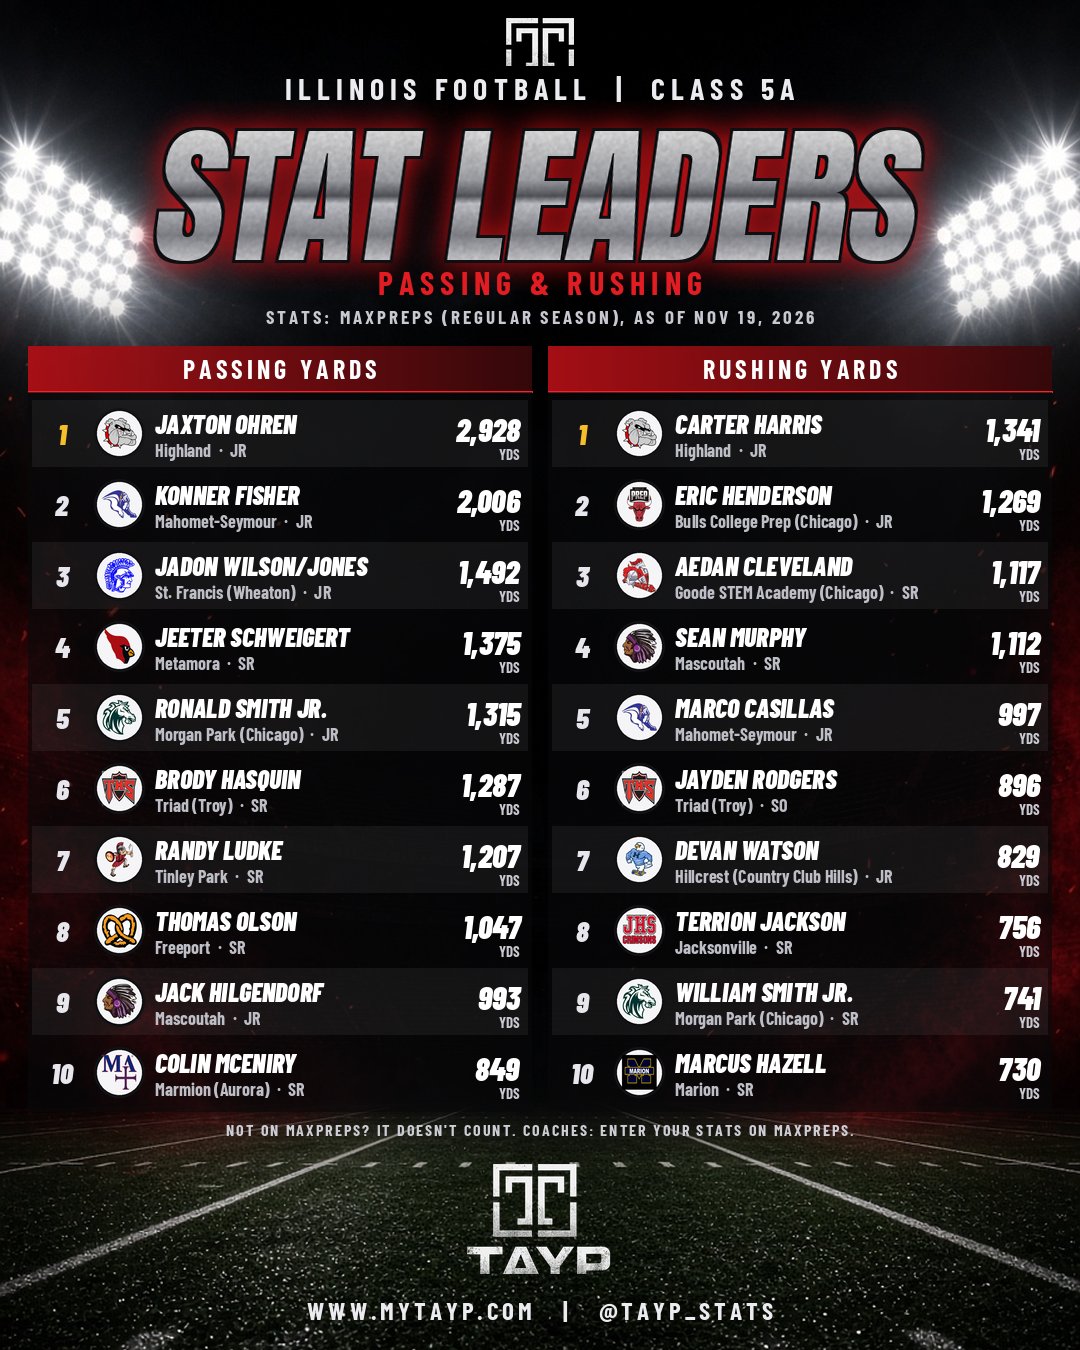 ILLINOIS FOOTBALL | CLASS 5A
STAT LEADERS
PASSING & RUSHING
STATS: MAXPREPS (REGULAR SEASON), AS OF NOV 19, 2026
PASSING YARDS
1 JAXTON OHREN 2,928
Highland · JR YDS
2 KONNER FISHER 2,006
Mahomet-Seymour · JR YDS
3 JADON WILSON/JONES 1,492
St. Francis (Wheaton) · JR YDS
4 JEETER SCHWEIGERT 1,375
Metamora · SR YDS
5 RONALD SMITH JR. 1,315
Morgan Park (Chicago) · JR YDS
6 BRODY HASQUIN 1,287
Triad (Troy) · SR YDS
THS
7 RANDY LUDKE 1,207
Tinley Park · SR YDS
8 THOMAS OLSON 1,047
Freeport · SR YDS
9 JACK HILGENDORF 993
Mascoutah · JR YDS
10 COLIN MCENIRY 849
Marmion (Aurora) · SR YDS
MA
RUSHING YARDS
1 CARTER HARRIS 1,341
Highland · JR YDS
2 ERIC HENDERSON 1,269
Bulls College Prep (Chicago) · JR YDS
PREP
3 AEDAN CLEVELAND 1,117
Goode STEM Academy (Chicago) · SR YDS
4 SEAN MURPHY 1,112
Mascoutah · SR YDS
5 MARCO CASILLAS 997
Mahomet-Seymour · JR YDS
6 JAYDEN RODGERS 896
Triad (Troy) · SO YDS
THS
7 DEVAN WATSON 829
Hillcrest (Country Club Hills) · JR YDS
8 TERRION JACKSON 756
Jacksonville · SR YDS
JHS
CRIMSONS
9 WILLIAM SMITH JR. 741
Morgan Park (Chicago) · SR YDS
10 MARCUS HAZELL 730
Marion · SR YDS
MARION
NOT ON MAXPREPS? IT DOESN'T COUNT. COACHES: ENTER YOUR STATS ON MAXPREPS.
TAYP
WWW.MYTAYP.COM | @TAYP_STATS